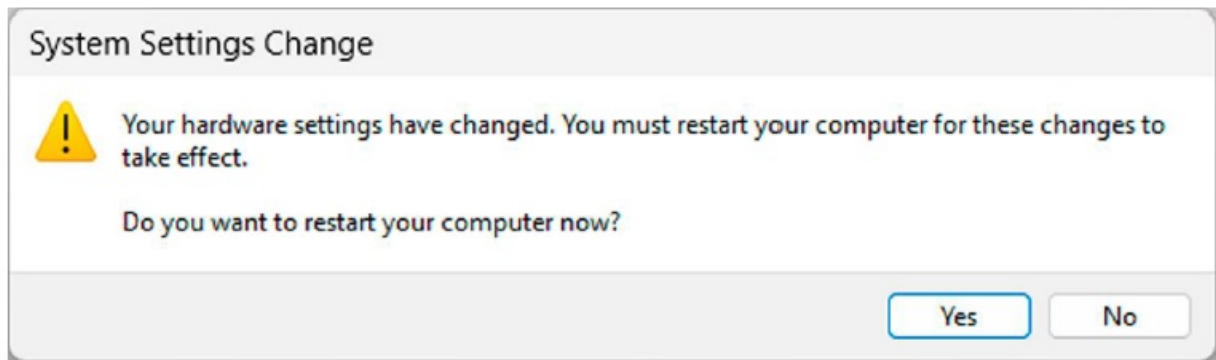 System Settings Change
Your hardware settings have changed. You must restart your computer for these changes to
take effect.
Do you want to restart your computer now?
Yes
No